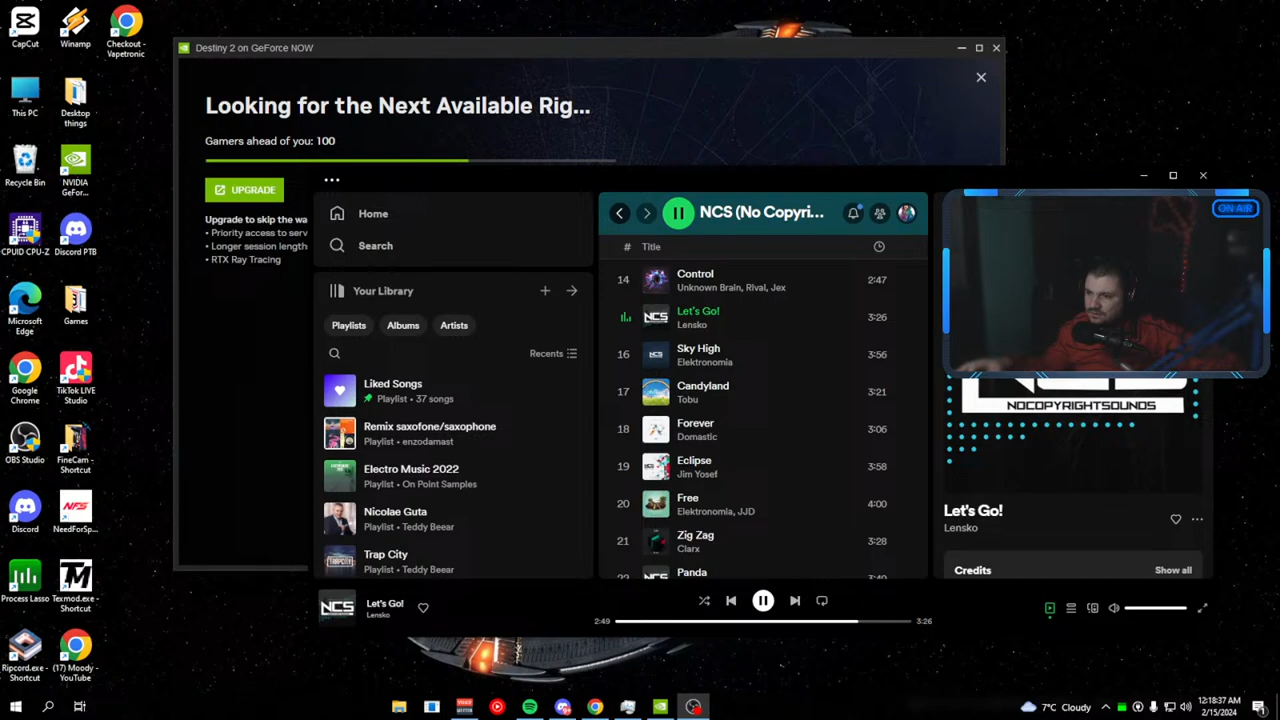 CapCut
Winamp
Checkout -
Vapetronic
This PC
Desktop
things
Recycle Bin
NVIDIA
GeFor...
CPUID CPU-Z
Discord PTB
Microsoft
Edge
Games
Google
Chrome
TikTok LIVE
Studio
OBS Studio
FineCam -
Shortcut
Discord
NeedForSp...
Process Lasso
Texmod.exe -
Shortcut
Ripcord.exe -
Shortcut
(17) Moody -
YouTube
Destiny 2 on GeForce NOW
Looking for the Next Available Rig...
Gamers ahead of you: 100
UPGRADE
Upgrade to skip the wa
• Priority access to serv
• Longer session length
• RTX Ray Tracing
Home
Search
Your Library
Playlists
Albums
Artists
Recents
Liked Songs
Playlist • 37 songs
Remix saxofone/saxophone
Playlist • enzodamast
Electro Music 2022
Playlist • On Point Samples
Nicolae Guta
Playlist • Teddy Beear
Trap City
Playlist • Teddy Beear
NCS (No Copyri...
# Title
14 Control 2:47
Unknown Brain, Rival, Jex
Let's Go! 3:26
Lensko
16 Sky High 3:56
Elektronomia
17 Candyland 3:21
Tobu
18 Forever 3:06
Domastic
19 Eclipse 3:58
Jim Yosef
20 Free 4:00
Elektronomia, JJD
21 Zig Zag 3:28
Clarx
Panda
ON AIR
NOCOPYRIGHTSOUNDS
Let's Go!
Lensko
Credits
Show all
NCS
Let's Go!
Lensko
2:49
3:26
7°C Cloudy
12:18:37 AM
2/15/2024